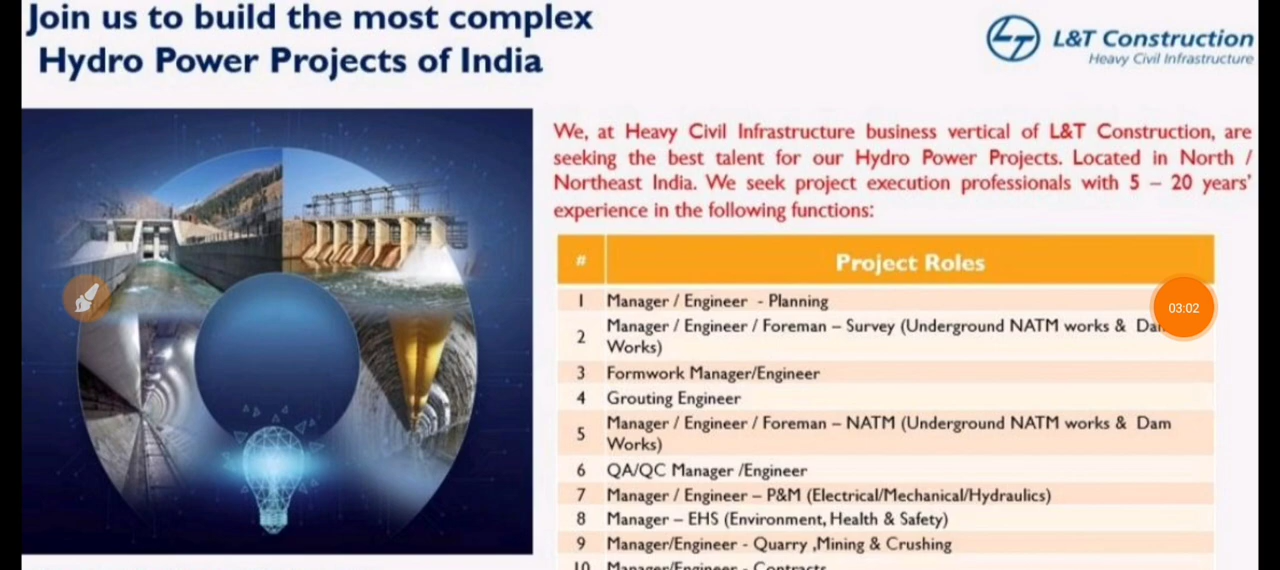 Join us to build the most complex
Hydro Power Projects of India
L&T Construction
Heavy Civil Infrastructure
We, at Heavy Civil Infrastructure business vertical of L&T Construction, are
seeking the best talent for our Hydro Power Projects. Located in North /
Northeast India. We seek project execution professionals with 5 – 20 years'
experience in the following functions:
# Project Roles
1 Manager / Engineer - Planning
03:02
2 Manager / Engineer / Foreman – Survey (Underground NATM works &
Works)
3 Formwork Manager/Engineer
4 Grouting Engineer
5 Manager / Engineer / Foreman – NATM (Underground NATM works & Dam
Works)
6 QA/QC Manager /Engineer
7 Manager / Engineer – P&M (Electrical/Mechanical/Hydraulics)
8 Manager – EHS (Environment, Health & Safety)
9 Manager/Engineer - Quarry ,Mining & Crushing
10 Manager/Engineer - Contracts